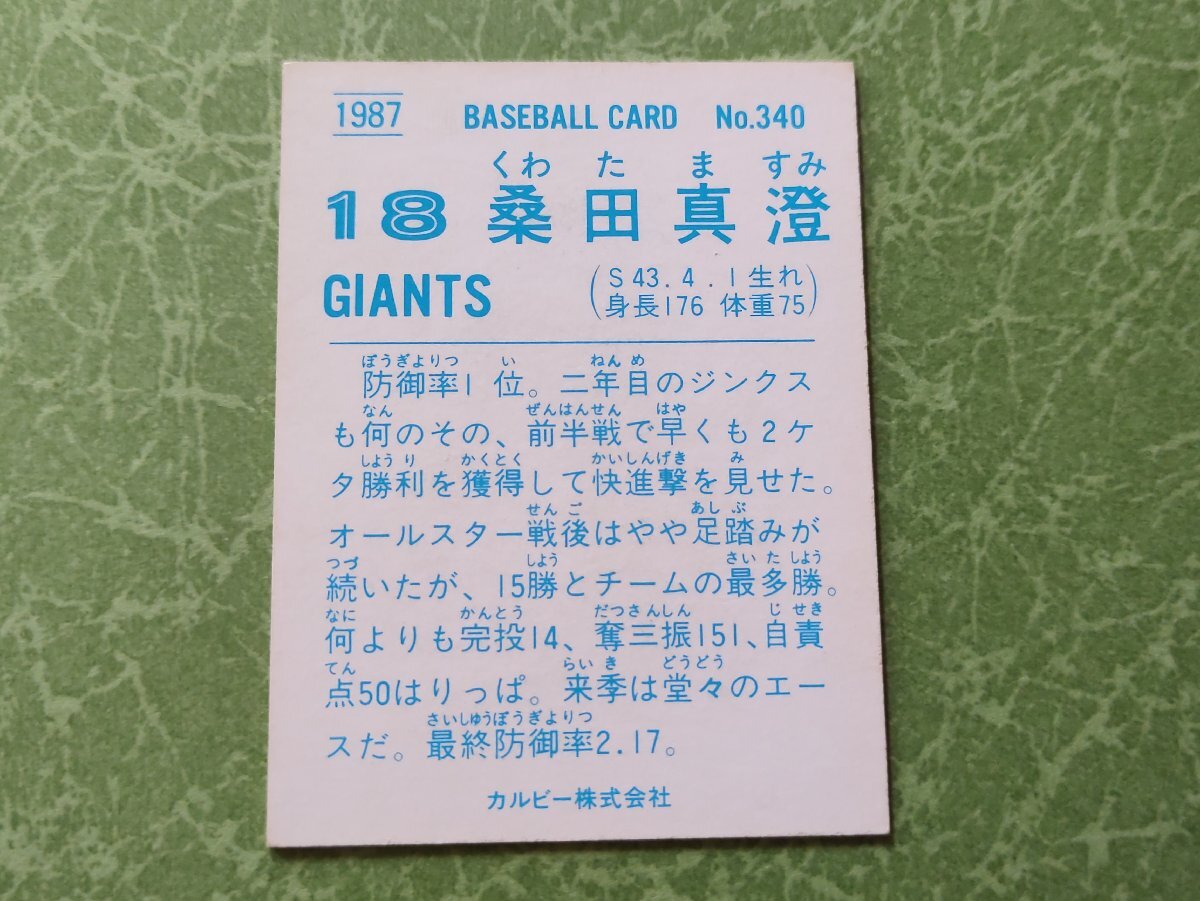 1987 BASEBALL CARD No.340
くわ た ま すみ
18 桑田真澄
GIANTS
(S43.4.1生れ
身長176 体重75)
ぼうぎよりつ い ねん め
防御率1位。二年目のジンクス
なん ぜんはんせん はや
も何のその、前半戦で早くも2ケ
しよう り かくとく かいしんげき み
タ勝利を獲得して快進撃を見せた。
せん ご あし ぶ
オールスター戦後はやや足踏みが
つづ しよう さい た しよう
続いたが、15勝とチームの最多勝。
なに かんとう だつさんしん じ せき
何よりも完投14、奪三振151、自責
てん らい き どうどう
点50はりっぱ。来季は堂々のエー
さいしゆうぼうぎよりつ
スだ。最終防御率2.17。
カルビー株式会社